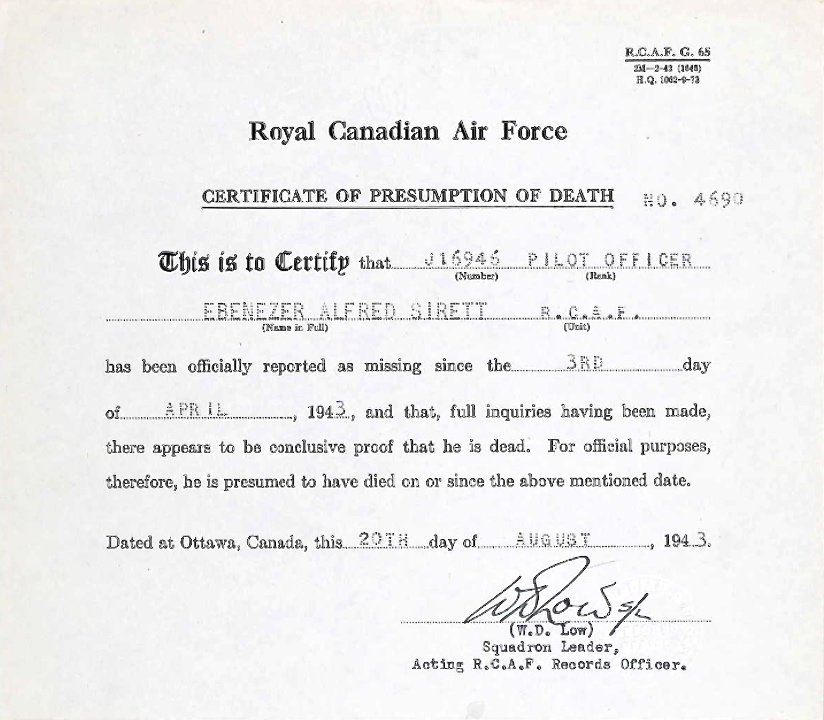 R.C.A.F. G. 65
2M—2-43 (1648)
H.Q. 1062-9-73
Royal Canadian Air Force
CERTIFICATE OF PRESUMPTION OF DEATH NO. 4690
This is to Certify that J16946 PILOT OFFICER
(Number) (Rank)
EBENEZER ALFRED SIRETT R.C.A.F.
(Name in Full) (Unit)
has been officially reported as missing since the 3RD day
of APRIL, 1943, and that, full inquiries having been made,
there appears to be conclusive proof that he is dead. For official purposes,
therefore, he is presumed to have died on or since the above mentioned date.
Dated at Ottawa, Canada, this 20TH day of AUGUST, 1943.
WD Low S/L
(W.D. Low)
Squadron Leader,
Acting R.C.A.F. Records Officer.